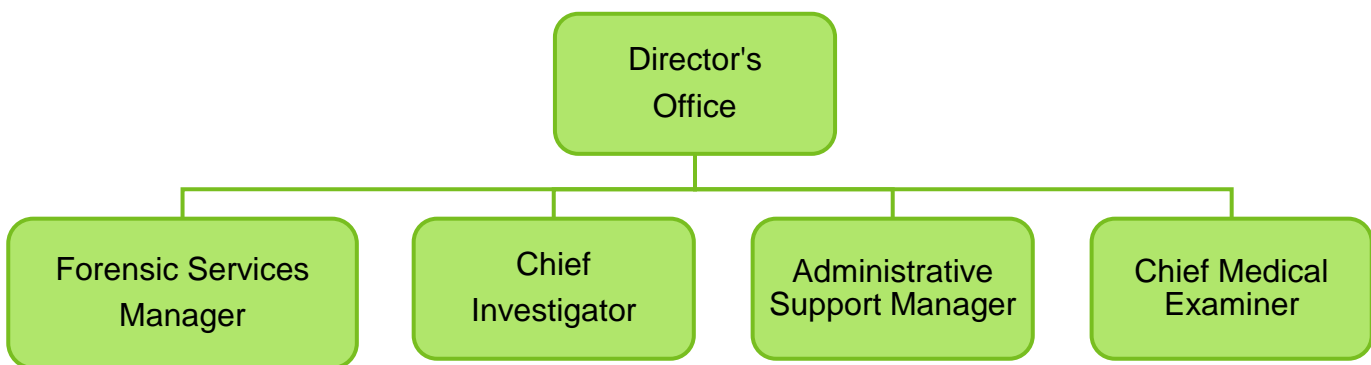 Director's
Office
Forensic Services
Manager
Chief
Investigator
Administrative
Support Manager
Chief Medical
Examiner